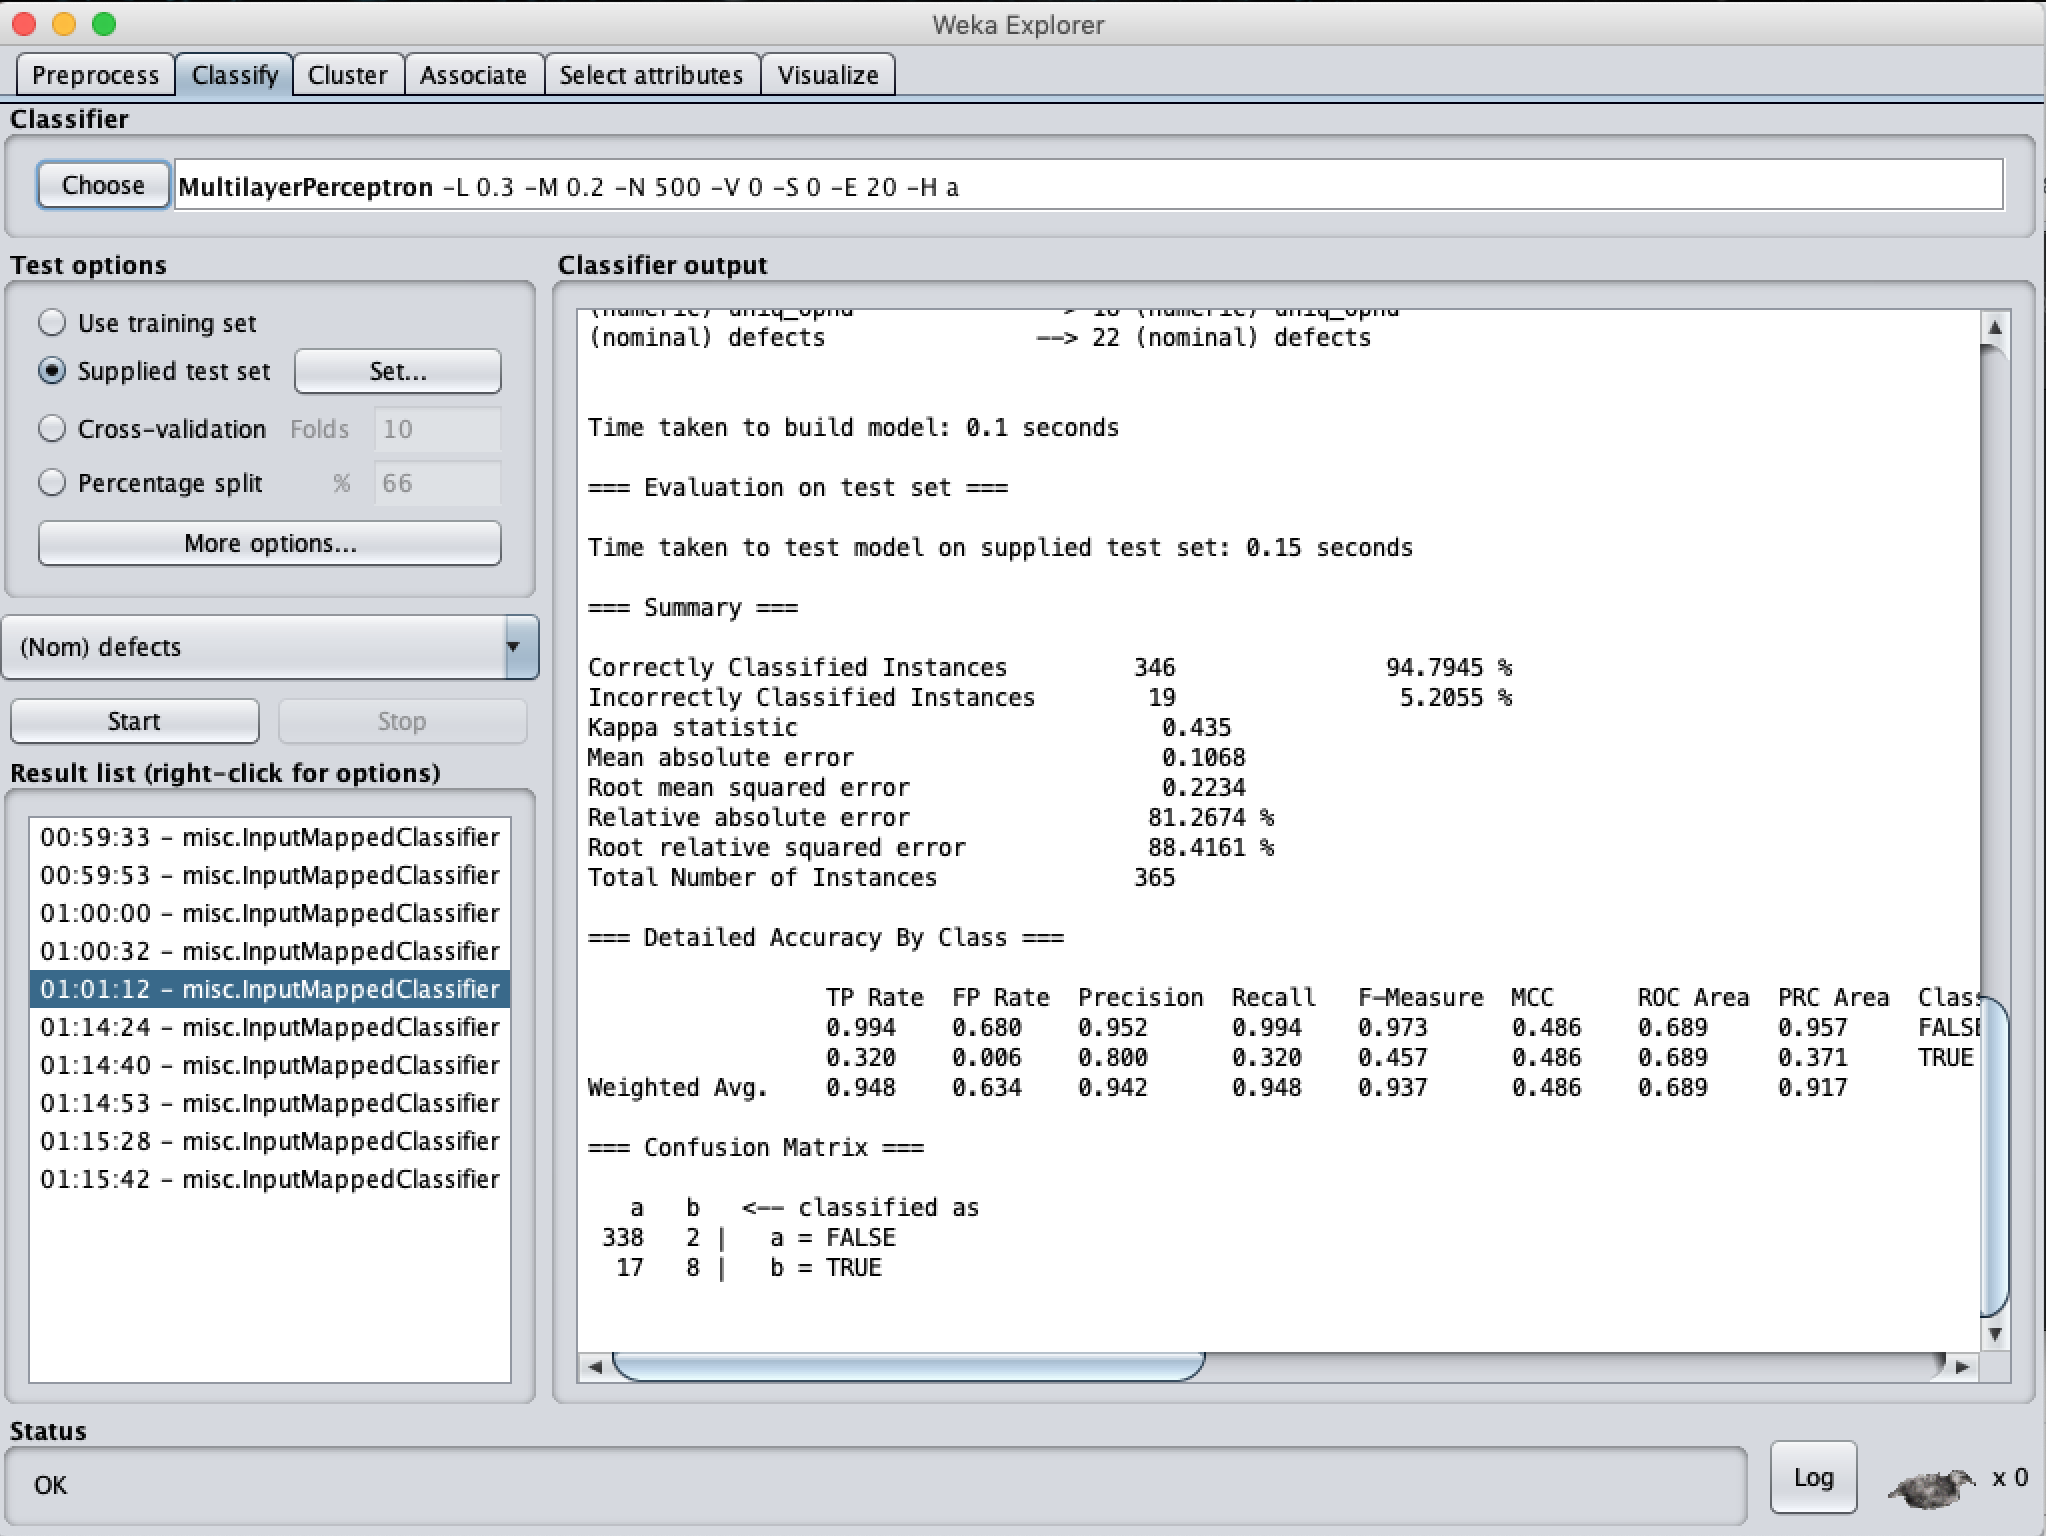 Weka Explorer
Preprocess Classify Cluster Associate Select attributes Visualize
Classifier
Choose MultilayerPerceptron -L 0.3 -M 0.2 -N 500 -V 0 -S 0 -E 20 -H a
Test options
Use training set
Supplied test set Set...
Cross-validation Folds 10
Percentage split % 66
More options...
(Nom) defects
Start Stop
Result list (right-click for options)
00:59:33 - misc.InputMappedClassifier
00:59:53 - misc.InputMappedClassifier
01:00:00 - misc.InputMappedClassifier
01:00:32 - misc.InputMappedClassifier
01:01:12 - misc.InputMappedClassifier
01:14:24 - misc.InputMappedClassifier
01:14:40 - misc.InputMappedClassifier
01:14:53 - misc.InputMappedClassifier
01:15:28 - misc.InputMappedClassifier
01:15:42 - misc.InputMappedClassifier
Classifier output
(numeric) uniq_opnd --> 18 (numeric) uniq_opnd
(nominal) defects --> 22 (nominal) defects
Time taken to build model: 0.1 seconds
=== Evaluation on test set ===
Time taken to test model on supplied test set: 0.15 seconds
=== Summary ===
Correctly Classified Instances 346 94.7945 %
Incorrectly Classified Instances 19 5.2055 %
Kappa statistic 0.435
Mean absolute error 0.1068
Root mean squared error 0.2234
Relative absolute error 81.2674 %
Root relative squared error 88.4161 %
Total Number of Instances 365
=== Detailed Accuracy By Class ===
TP Rate FP Rate Precision Recall F-Measure MCC ROC Area PRC Area Clas
0.994 0.680 0.952 0.994 0.973 0.486 0.689 0.957 FALSE
0.320 0.006 0.800 0.320 0.457 0.486 0.689 0.371 TRUE
Weighted Avg. 0.948 0.634 0.942 0.948 0.937 0.486 0.689 0.917
=== Confusion Matrix ===
a b <-- classified as
338 2 | a = FALSE
17 8 | b = TRUE
Status
OK
Log x 0